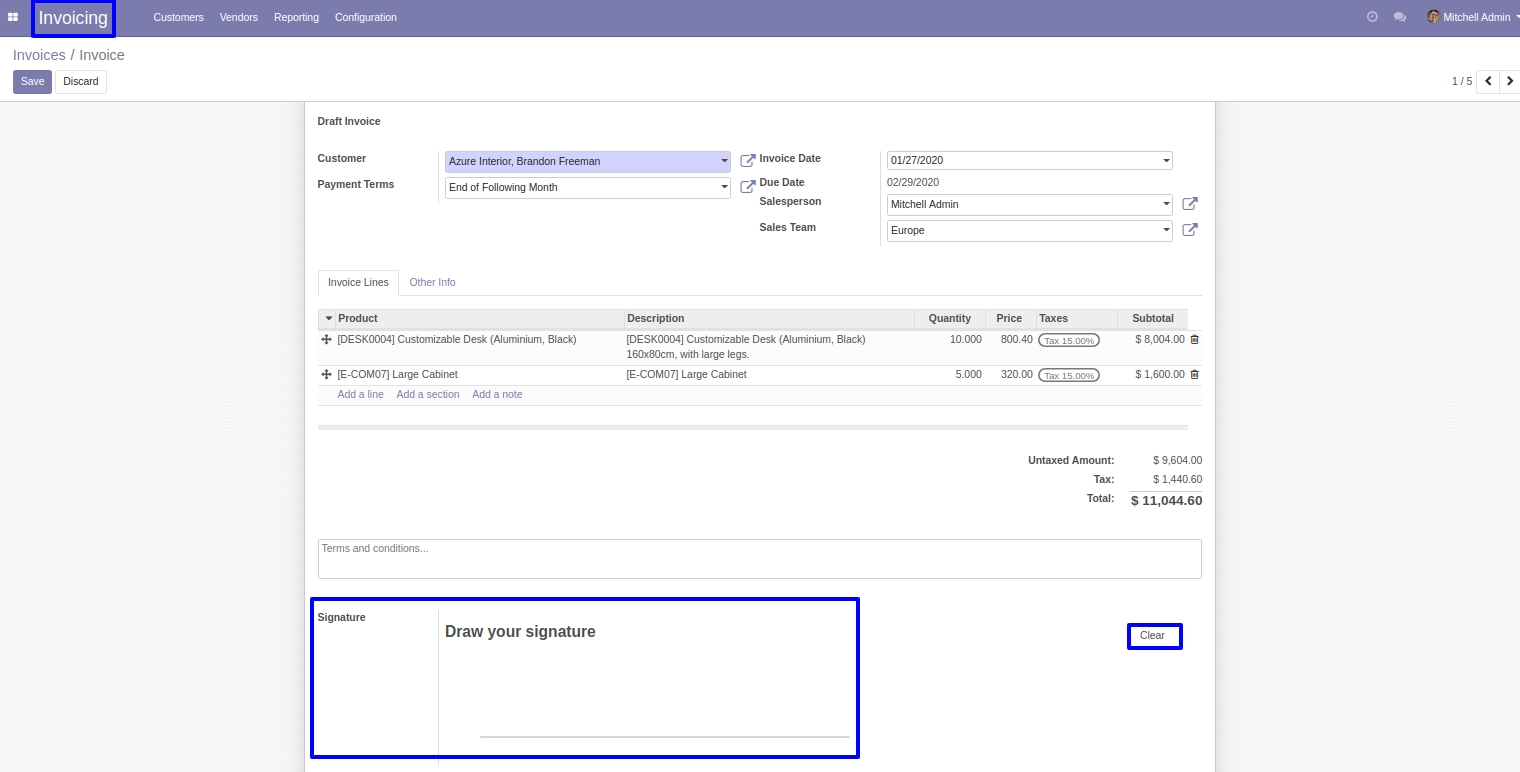 Invoicing Customers Vendors Reporting Configuration Mitchell Admin
Invoices / Invoice
Save Discard 1 / 5
Draft Invoice
Customer Azure Interior, Brandon Freeman Invoice Date 01/27/2020
Payment Terms End of Following Month Due Date 02/29/2020
Salesperson Mitchell Admin
Sales Team Europe
Invoice Lines Other Info
Product Description Quantity Price Taxes Subtotal
[DESK0004] Customizable Desk (Aluminium, Black) [DESK0004] Customizable Desk (Aluminium, Black) 10.000 800.40 Tax 15.00% $ 8,004.00
160x80cm, with large legs.
[E-COM07] Large Cabinet [E-COM07] Large Cabinet 5.000 320.00 Tax 15.00% $ 1,600.00
Add a line Add a section Add a note
Untaxed Amount: $ 9,604.00
Tax: $ 1,440.60
Total: $ 11,044.60
Terms and conditions...
Signature
Draw your signature
Clear